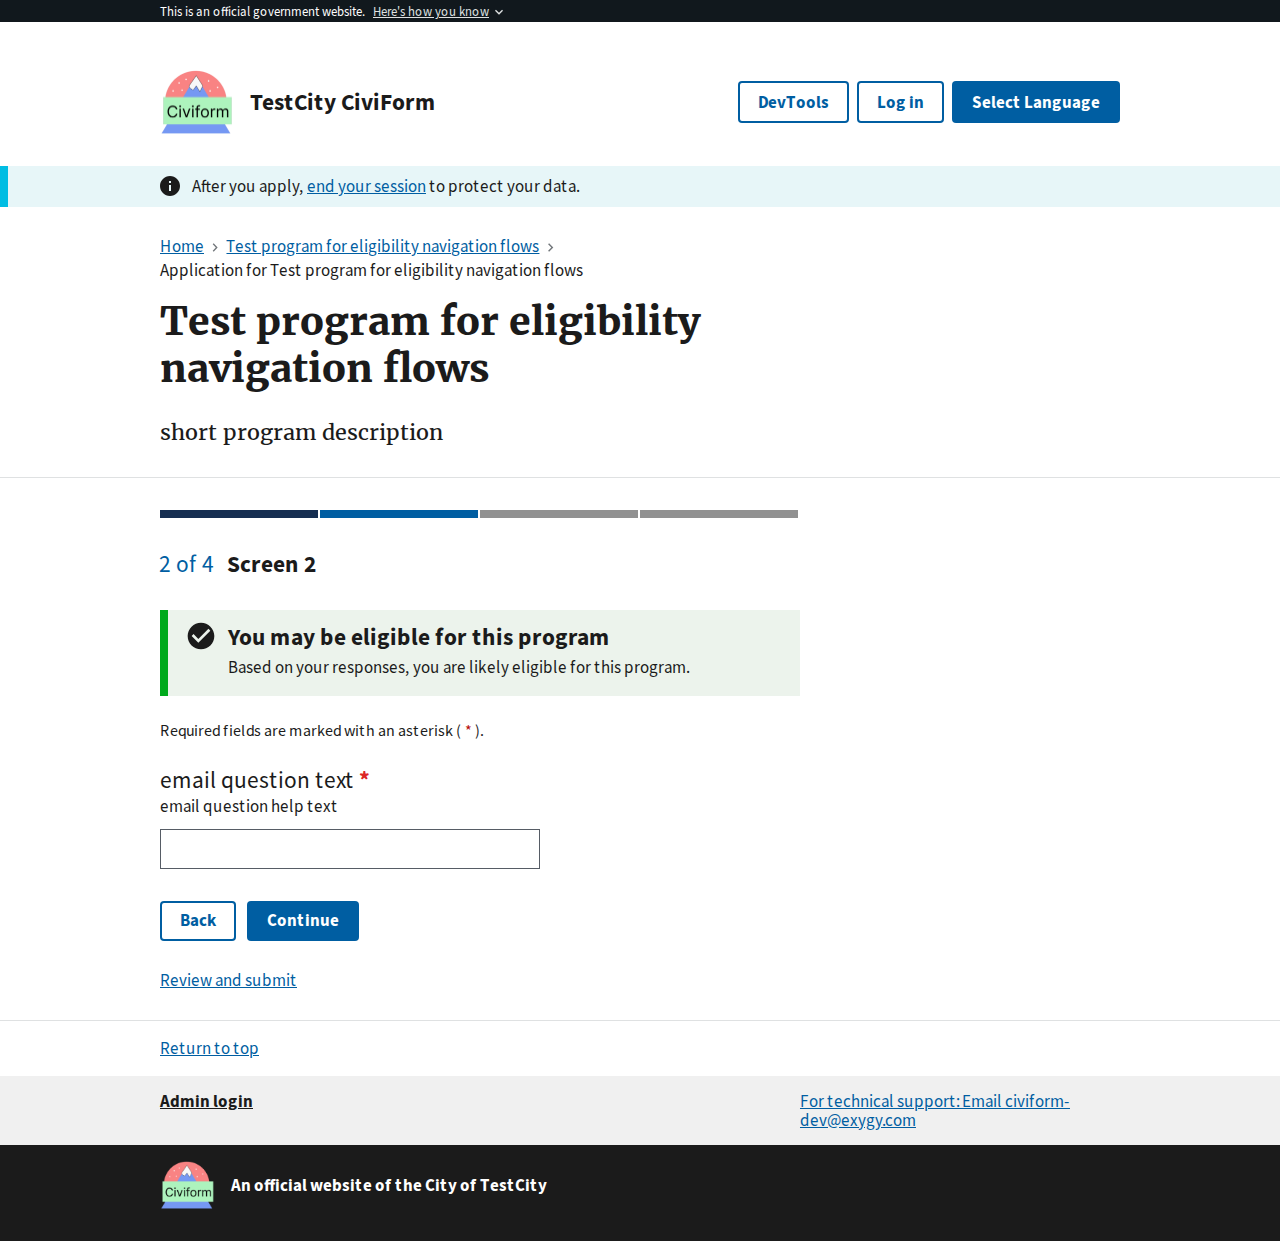 This is an official government website. Here's how you know
Civiform
TestCity CiviForm
DevTools
Log in
Select Language
After you apply, end your session to protect your data.
Home > Test program for eligibility navigation flows >
Application for Test program for eligibility navigation flows
Test program for eligibility
navigation flows
short program description
2 of 4 Screen 2
You may be eligible for this program
Based on your responses, you are likely eligible for this program.
Required fields are marked with an asterisk ( * ).
email question text *
email question help text
Back
Continue
Review and submit
Return to top
Admin login
For technical support: Email civiform-
dev@exygy.com
Civiform
An official website of the City of TestCity